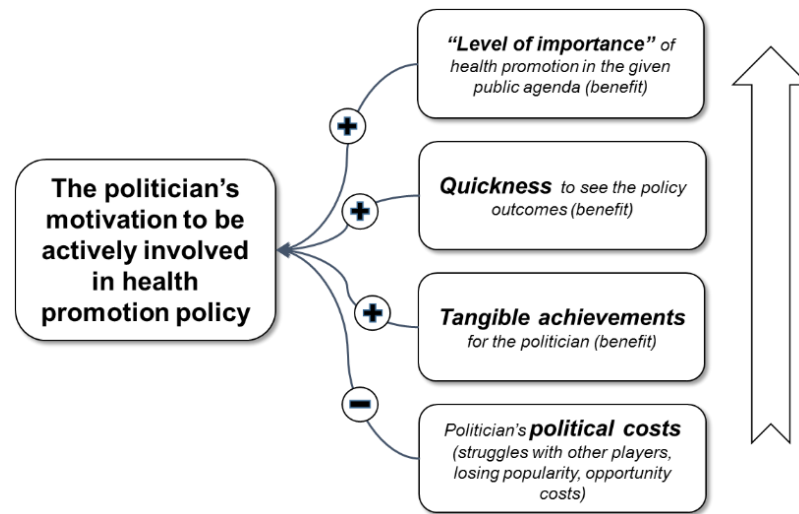 The politician's
motivation to be
actively involved
in health
promotion policy
“Level of importance” of
health promotion in the given
public agenda (benefit)
Quickness to see the policy
outcomes (benefit)
Tangible achievements
for the politician (benefit)
Politician's political costs
(struggles with other players,
losing popularity, opportunity
costs)
+
+
+
−